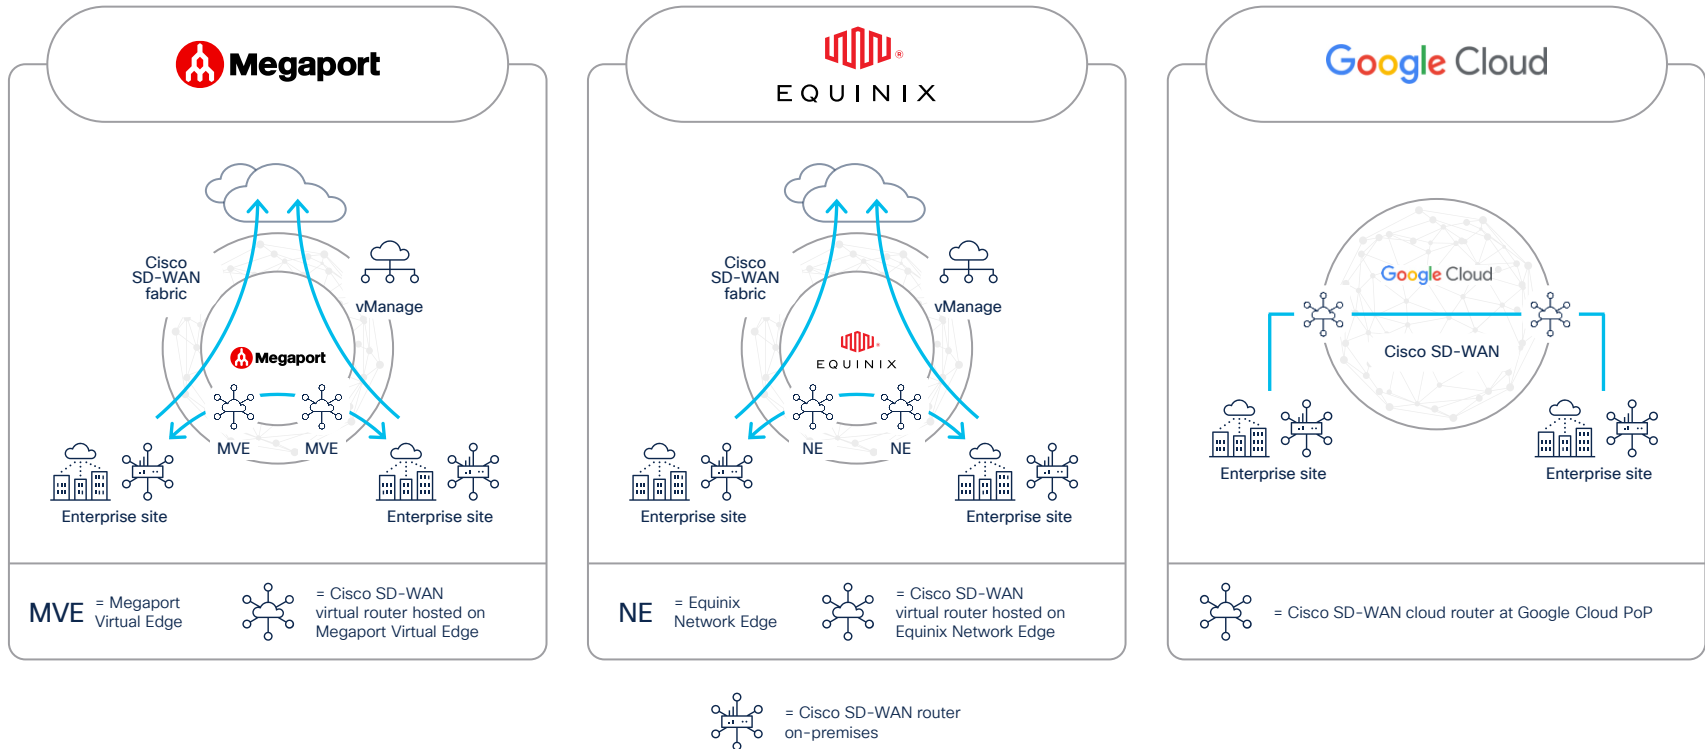 Megaport
Cisco
SD-WAN
fabric
vManage
Megaport
MVE
MVE
Enterprise site
Enterprise site
MVE
= Megaport
Virtual Edge
= Cisco SD-WAN
virtual router hosted on
Megaport Virtual Edge
EQUINIX
Cisco
SD-WAN
fabric
vManage
EQUINIX
NE
NE
Enterprise site
Enterprise site
NE
= Equinix
Network Edge
= Cisco SD-WAN
virtual router hosted on
Equinix Network Edge
Google Cloud
Google Cloud
Cisco SD-WAN
Enterprise site
Enterprise site
= Cisco SD-WAN cloud router at Google Cloud PoP
= Cisco SD-WAN router
on-premises